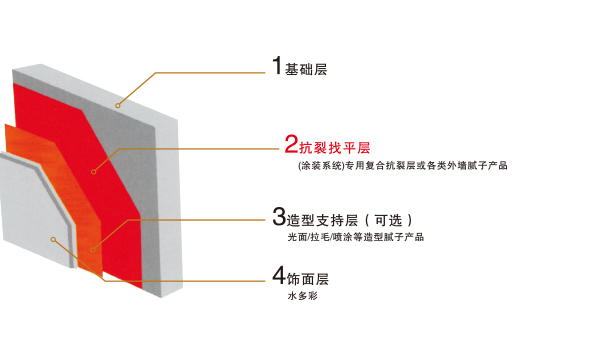 1基础层
2抗裂找平层
(涂装系统)专用复合抗裂层或各类外墙腻子产品
3造型支持层（可选）
光面/拉毛/喷涂等造型腻子产品
4饰面层
水多彩